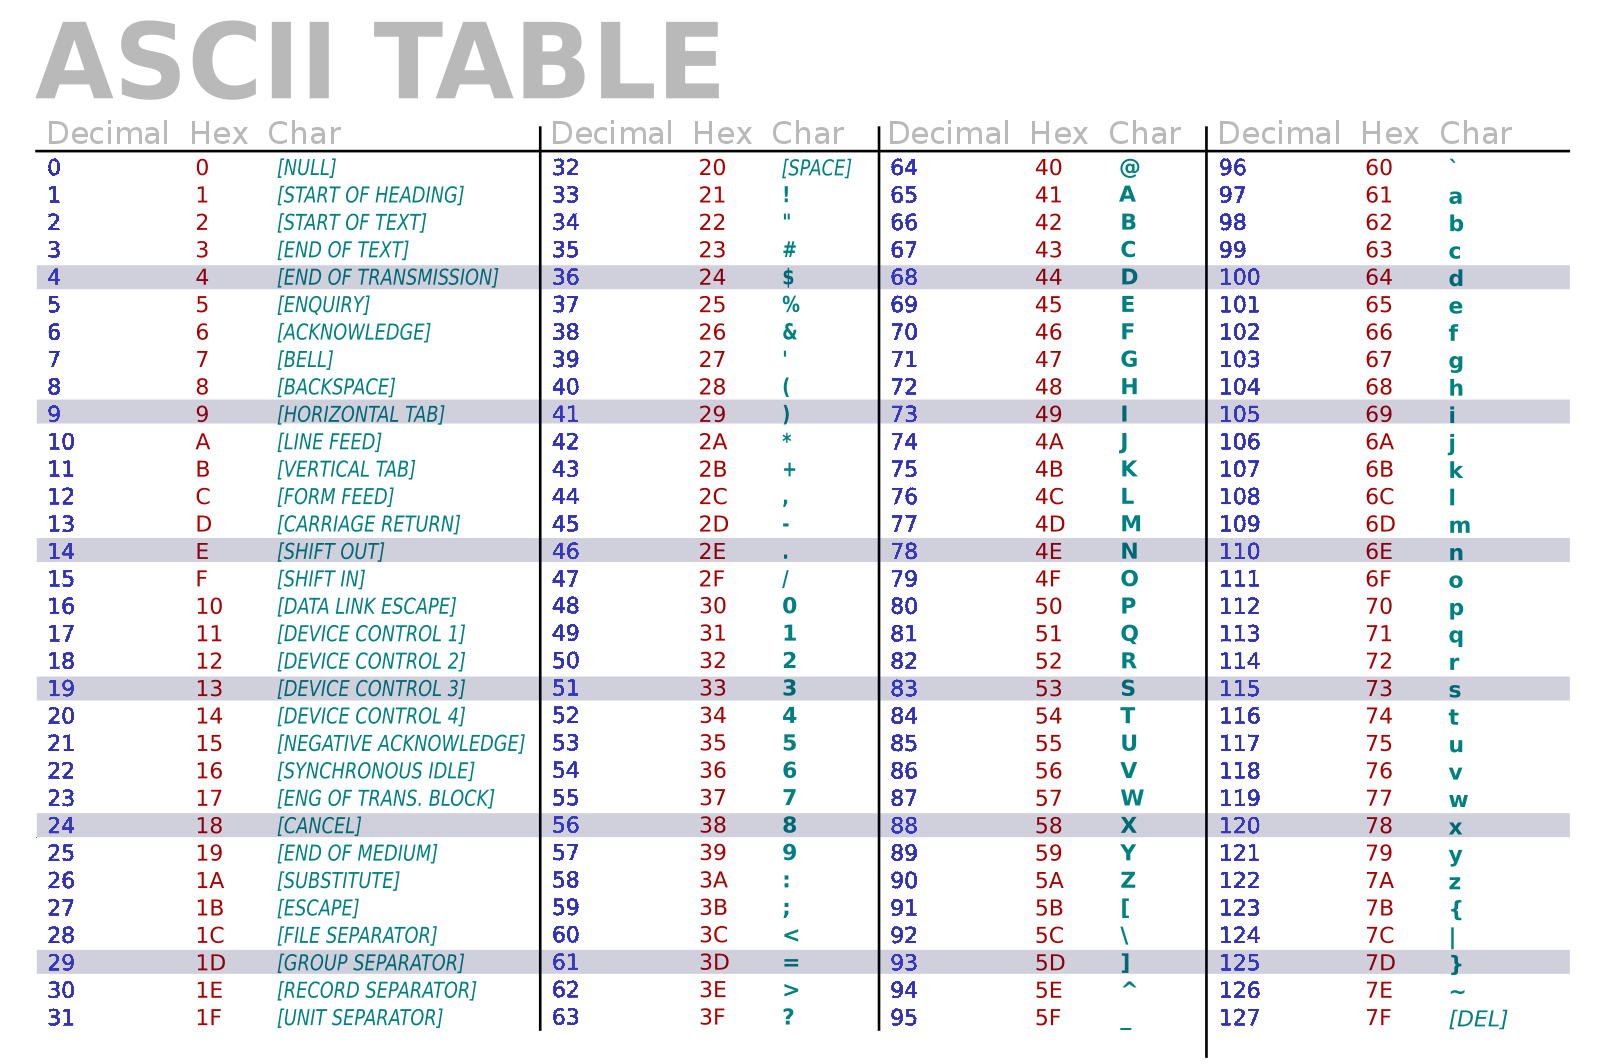 ASCII TABLE
Decimal Hex Char Decimal Hex Char Decimal Hex Char Decimal Hex Char
0 0 [NULL] 32 20 [SPACE] 64 40 @ 96 60 `
1 1 [START OF HEADING] 33 21 ! 65 41 A 97 61 a
2 2 [START OF TEXT] 34 22 " 66 42 B 98 62 b
3 3 [END OF TEXT] 35 23 # 67 43 C 99 63 c
4 4 [END OF TRANSMISSION] 36 24 $ 68 44 D 100 64 d
5 5 [ENQUIRY] 37 25 % 69 45 E 101 65 e
6 6 [ACKNOWLEDGE] 38 26 & 70 46 F 102 66 f
7 7 [BELL] 39 27 ' 71 47 G 103 67 g
8 8 [BACKSPACE] 40 28 ( 72 48 H 104 68 h
9 9 [HORIZONTAL TAB] 41 29 ) 73 49 I 105 69 i
10 A [LINE FEED] 42 2A * 74 4A J 106 6A j
11 B [VERTICAL TAB] 43 2B + 75 4B K 107 6B k
12 C [FORM FEED] 44 2C , 76 4C L 108 6C l
13 D [CARRIAGE RETURN] 45 2D - 77 4D M 109 6D m
14 E [SHIFT OUT] 46 2E . 78 4E N 110 6E n
15 F [SHIFT IN] 47 2F / 79 4F O 111 6F o
16 10 [DATA LINK ESCAPE] 48 30 0 80 50 P 112 70 p
17 11 [DEVICE CONTROL 1] 49 31 1 81 51 Q 113 71 q
18 12 [DEVICE CONTROL 2] 50 32 2 82 52 R 114 72 r
19 13 [DEVICE CONTROL 3] 51 33 3 83 53 S 115 73 s
20 14 [DEVICE CONTROL 4] 52 34 4 84 54 T 116 74 t
21 15 [NEGATIVE ACKNOWLEDGE] 53 35 5 85 55 U 117 75 u
22 16 [SYNCHRONOUS IDLE] 54 36 6 86 56 V 118 76 v
23 17 [ENG OF TRANS. BLOCK] 55 37 7 87 57 W 119 77 w
24 18 [CANCEL] 56 38 8 88 58 X 120 78 x
25 19 [END OF MEDIUM] 57 39 9 89 59 Y 121 79 y
26 1A [SUBSTITUTE] 58 3A : 90 5A Z 122 7A z
27 1B [ESCAPE] 59 3B ; 91 5B [ 123 7B {
28 1C [FILE SEPARATOR] 60 3C < 92 5C \ 124 7C |
29 1D [GROUP SEPARATOR] 61 3D = 93 5D ] 125 7D }
30 1E [RECORD SEPARATOR] 62 3E > 94 5E ^ 126 7E ~
31 1F [UNIT SEPARATOR] 63 3F ? 95 5F _ 127 7F [DEL]